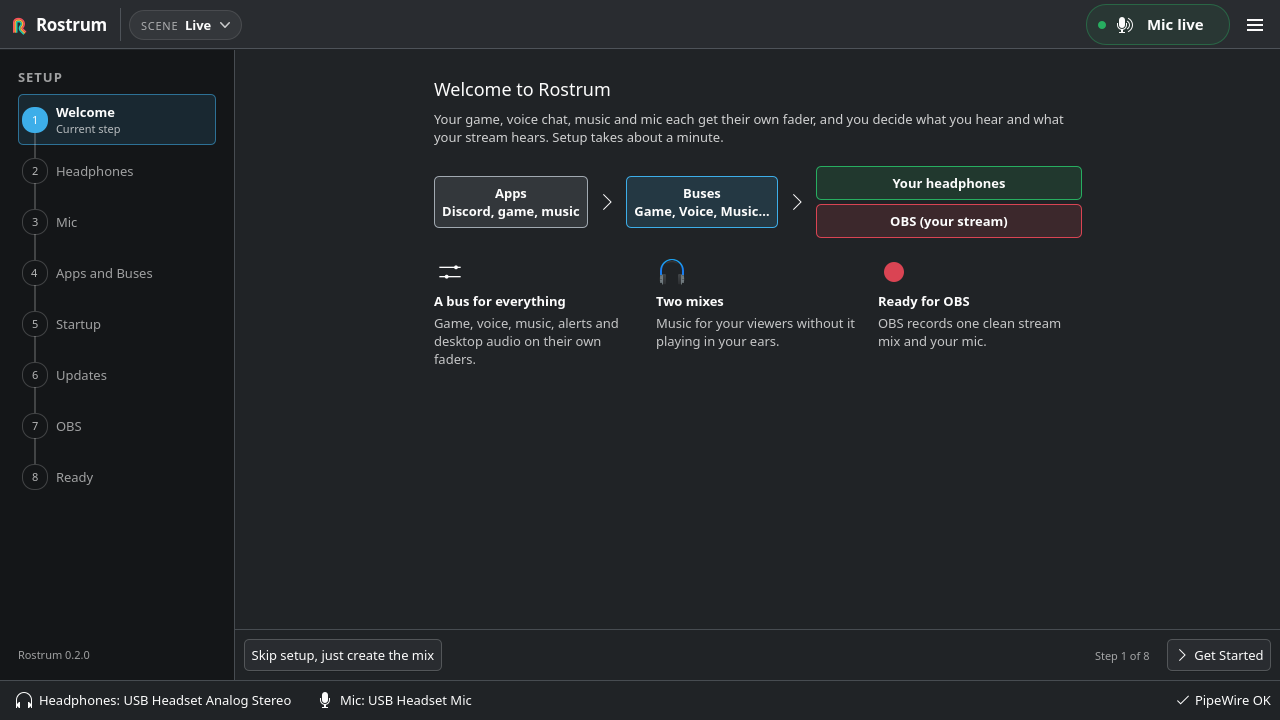 Rostrum
SCENE Live
Mic live
SETUP
1
Welcome
Current step
2
Headphones
3
Mic
4
Apps and Buses
5
Startup
6
Updates
7
OBS
8
Ready
Rostrum 0.2.0
Welcome to Rostrum
Your game, voice chat, music and mic each get their own fader, and you decide what you hear and what
your stream hears. Setup takes about a minute.
Apps
Discord, game, music
Buses
Game, Voice, Music...
Your headphones
OBS (your stream)
A bus for everything
Game, voice, music, alerts and
desktop audio on their own
faders.
Two mixes
Music for your viewers without it
playing in your ears.
Ready for OBS
OBS records one clean stream
mix and your mic.
Skip setup, just create the mix
Step 1 of 8
Get Started
Headphones: USB Headset Analog Stereo
Mic: USB Headset Mic
PipeWire OK